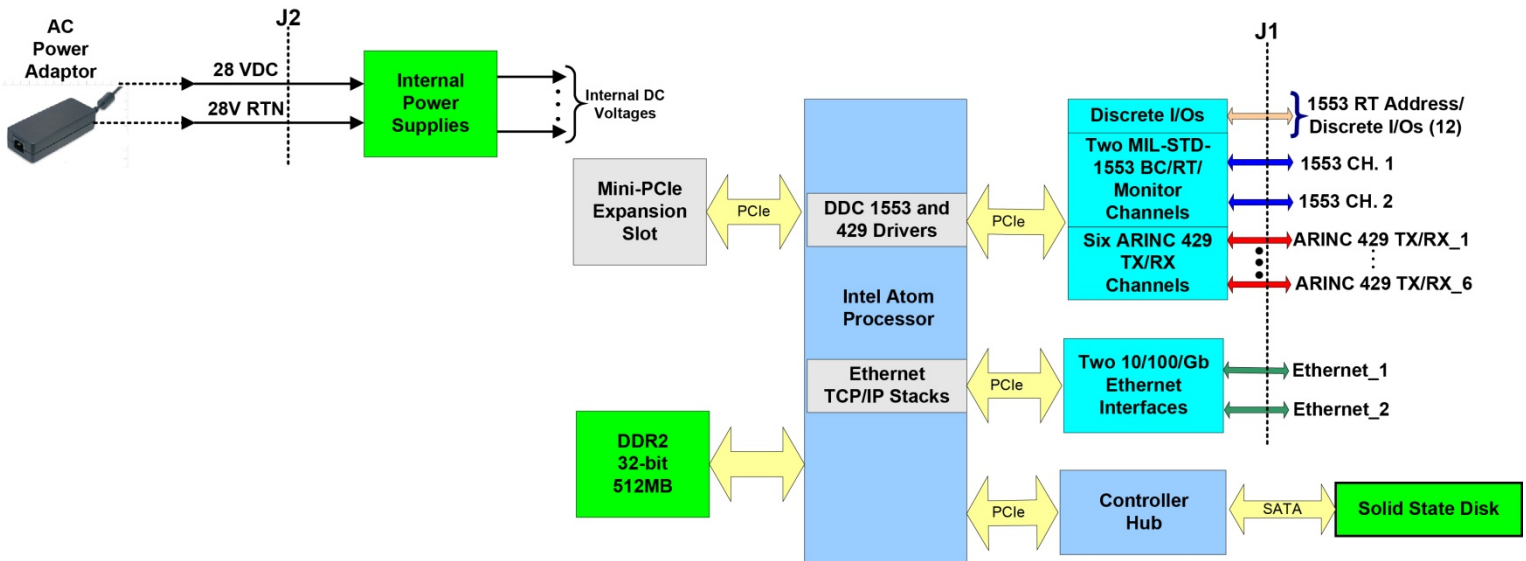 J2
AC
Power
Adaptor
28 VDC
28V RTN
Internal
Power
Supplies
Internal DC
Voltages
J1
Mini-PCIe
Expansion
Slot
PCIe
DDC 1553 and
429 Drivers
Intel Atom
Processor
Ethernet
TCP/IP Stacks
DDR2
32-bit
512MB
PCIe
Discrete I/Os
Two MIL-STD-
1553 BC/RT/
Monitor
Channels
Six ARINC 429
TX/RX
Channels
1553 RT Address/
Discrete I/Os (12)
1553 CH. 1
1553 CH. 2
ARINC 429 TX/RX_1
ARINC 429 TX/RX_6
PCIe
Two 10/100/Gb
Ethernet
Interfaces
Ethernet_1
Ethernet_2
PCIe
Controller
Hub
SATA
Solid State Disk